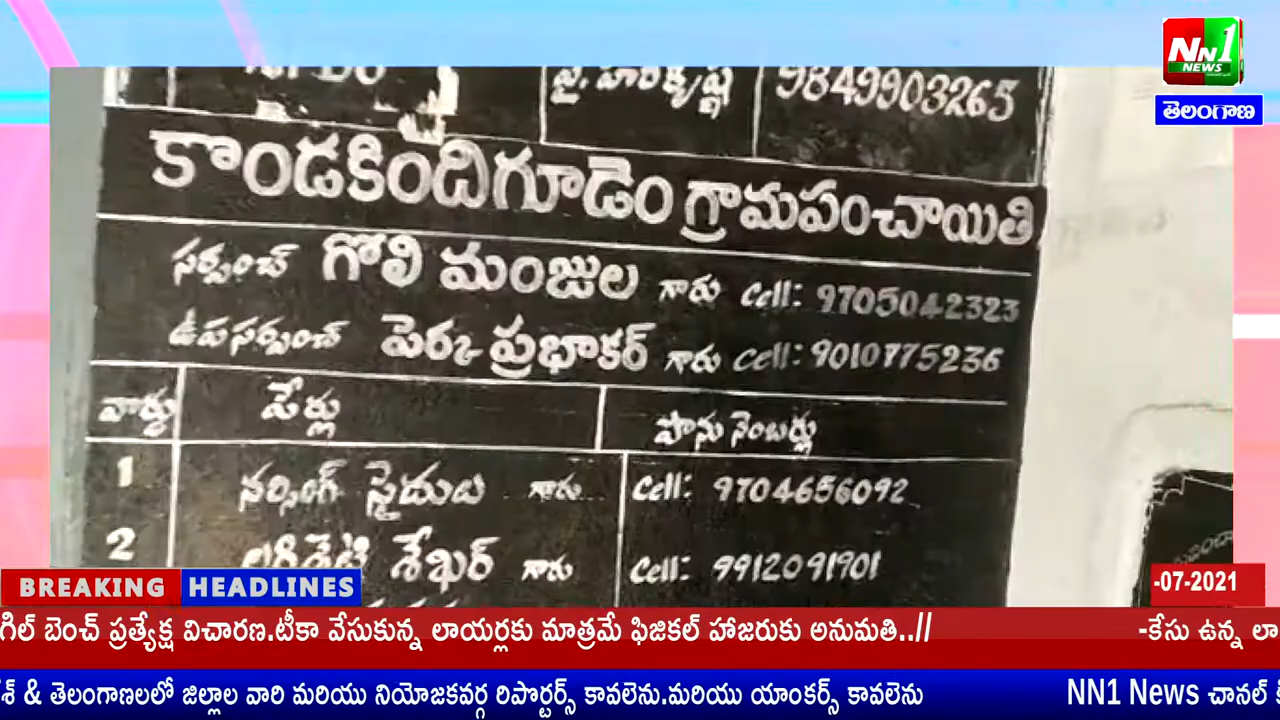 NN1
NEWS
తెలంగాణ
వై. హరికృష్ణ 9849903265
కొండకిందిగూడెం గ్రామపంచాయితి
సర్పంచ్ గోలి మంజుల గారు Cell: 9705042323
ఉపసర్పంచ్ పెర్క ప్రభాకర్ గారు Cell: 9010775236
వార్డు పేర్లు ఫొను నెంబర్లు
1 నర్సింగ్ సైదులు గారు Cell: 9704656092
2 శేఖర్ గారు Cell: 9912091901
BREAKING HEADLINES
-07-2021
గిల్ బెంచ్ ప్రత్యేక్ష విచారణ.టీకా వేసుకున్న లాయర్లకు మాత్రమే ఫిజికల్ హాజరుకు అనుమతి..// -కేసు ఉన్న లా
శ్ & తెలంగాణలలో జిల్లాల వారి మరియు నియోజకవర్గ రిపొర్టర్స్ కావలెను.మరియు యాంకర్స్ కావలెను NN1 News చానల్